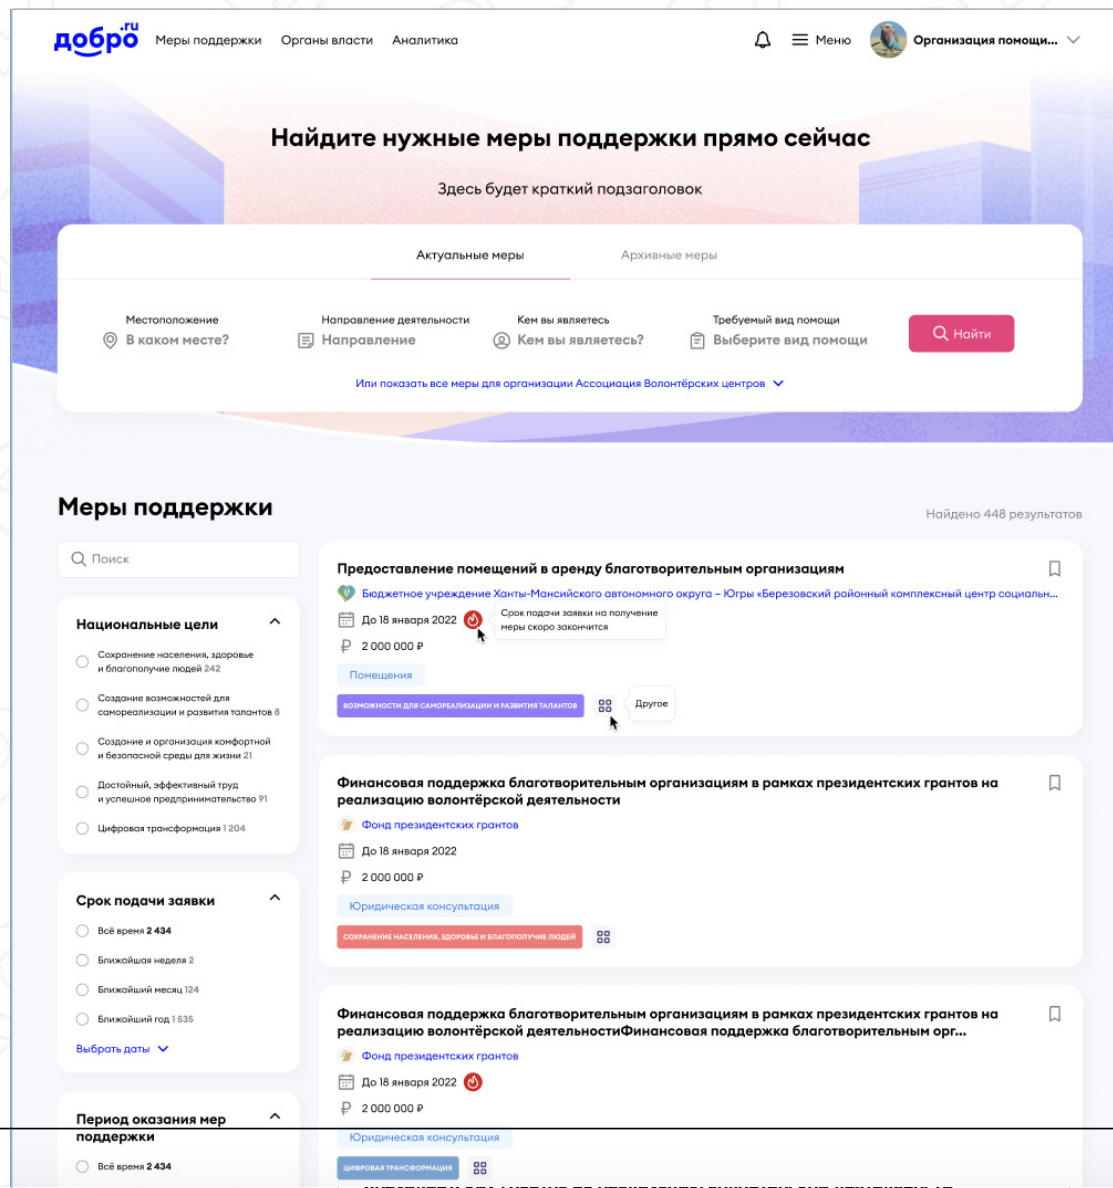 добро.ru
Меры поддержки Органы власти Аналитика
Меню
Организация помощи...
Найдите нужные меры поддержки прямо сейчас
Здесь будет краткий подзаголовок
Актуальные меры
Архивные меры
Местоположение
В каком месте?
Направление деятельности
Направление
Кем вы являетесь
Кем вы являетесь?
Требуемый вид помощи
Выберите вид помощи
Найти
Или показать все меры для организации Ассоциация Волонтёрских центров
Меры поддержки
Найдено 448 результатов
Поиск
Национальные цели
Сохранение населения, здоровье
и благополучие людей 242
Создание возможностей для
самореализации и развития талантов 8
Создание и организация комфортной
и безопасной среды для жизни 21
Достойный, эффективный труд
и успешное предпринимательство 91
Цифровая трансформация 1 204
Срок подачи заявки
Всё время 2 434
Ближайшая неделя 2
Ближайший месяц 124
Ближайший год 1 535
Выбрать даты
Период оказания мер
поддержки
Всё время 2 434
Предоставление помещений в аренду благотворительным организациям
Бюджетное учреждение Ханты-Мансийского автономного округа – Югры «Березовский районный комплексный центр социальн...
До 18 января 2022
Срок подачи заявки на получение
меры скоро закончится
2 000 000 ₽
Помещения
ВОЗМОЖНОСТИ ДЛЯ САМОРЕАЛИЗАЦИИ И РАЗВИТИЯ ТАЛАНТОВ
Другое
Финансовая поддержка благотворительным организациям в рамках президентских грантов на
реализацию волонтёрской деятельности
Фонд президентских грантов
До 18 января 2022
2 000 000 ₽
Юридическая консультация
СОХРАНЕНИЕ НАСЕЛЕНИЯ, ЗДОРОВЬЕ И БЛАГОПОЛУЧИЕ ЛЮДЕЙ
Финансовая поддержка благотворительным организациям в рамках президентских грантов на
реализацию волонтёрской деятельностиФинансовая поддержка благотворительным орг...
Фонд президентских грантов
До 18 января 2022
2 000 000 ₽
Юридическая консультация
ЦИФРОВАЯ ТРАНСФОРМАЦИЯ